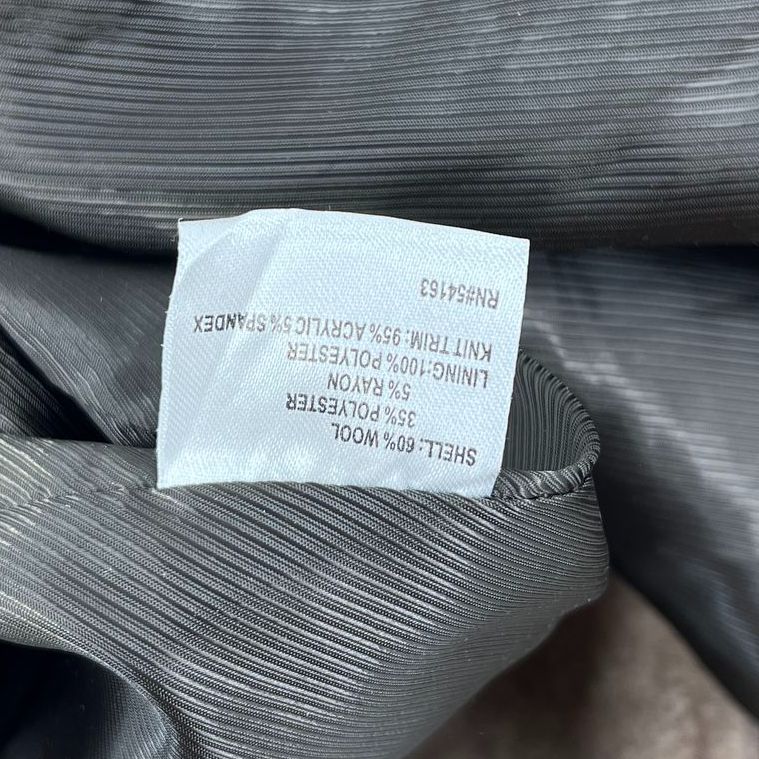 SHELL: 60% WOOL
35% POLYESTER
5% RAYON
LINING:100% POLYESTER
KNIT TRIM: 95% ACRYLIC 5% SPANDEX
RN#54163